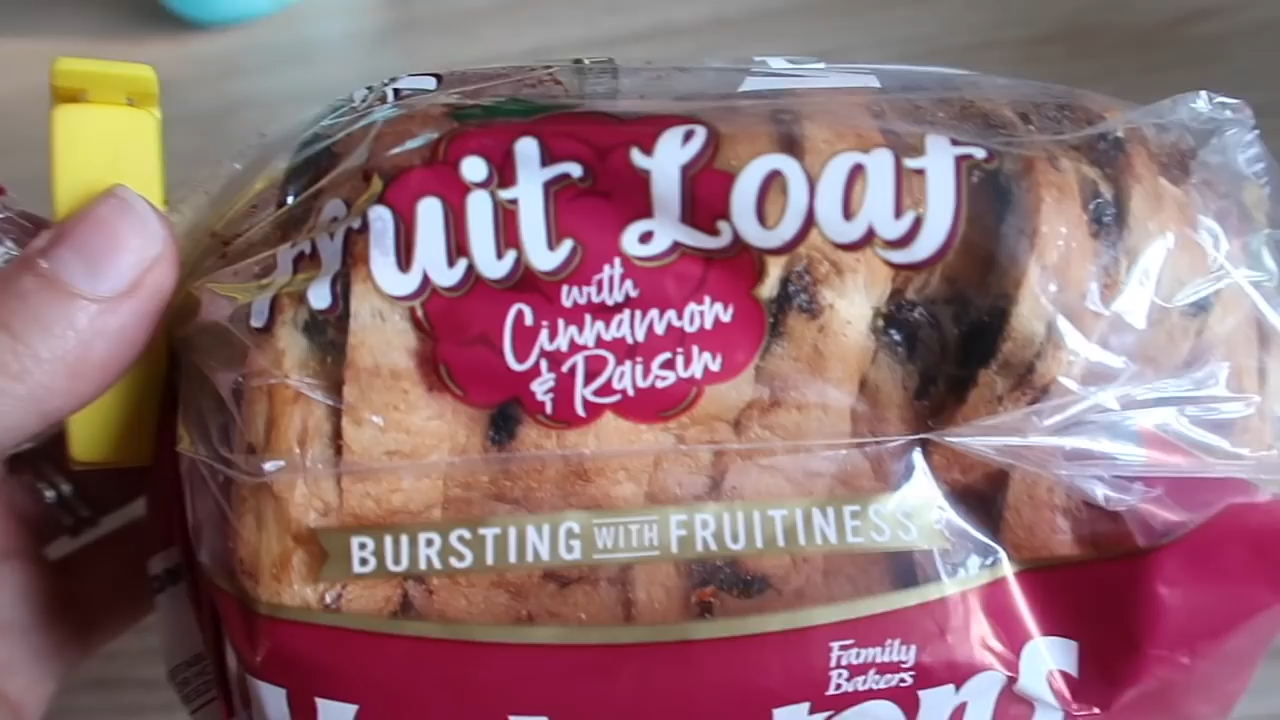 Fruit Loaf
with
Cinnamon
& Raisin
BURSTING WITH FRUITINESS
Family
Bakers